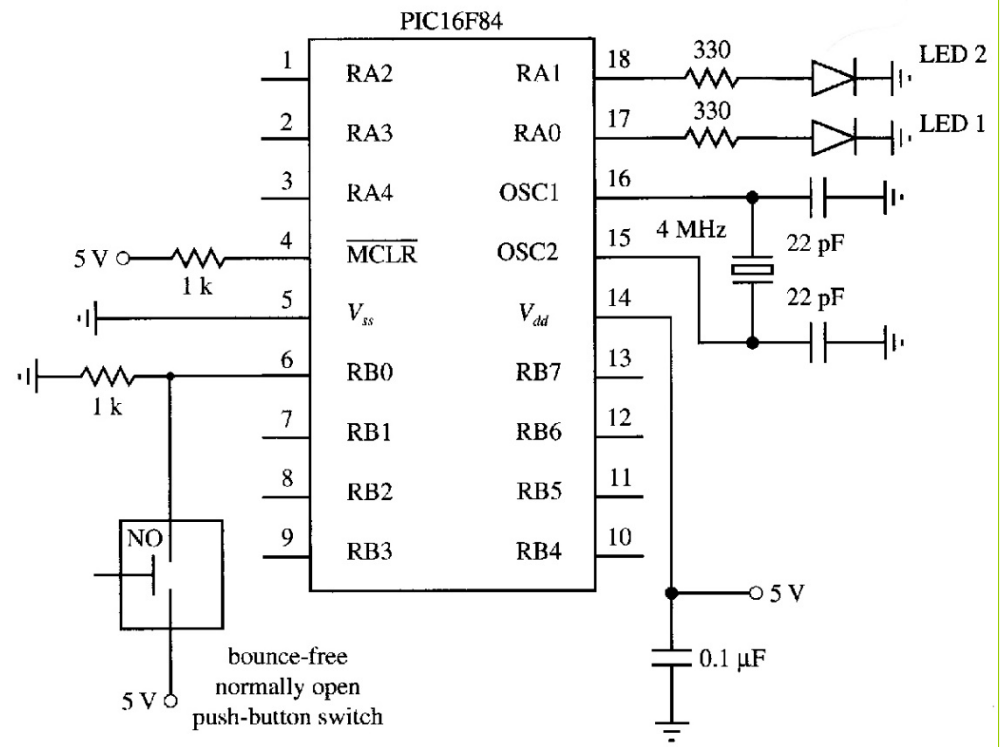 PIC16F84
1 RA2 RA1 18 330 LED 2
2 RA3 RA0 17 330 LED 1
3 RA4 OSC1 16
4 MHz 22 pF
5 V 4 MCLR OSC2 15
1 k
22 pF
5 Vss Vdd 14
6 RB0 RB7 13
1 k
7 RB1 RB6 12
8 RB2 RB5 11
NO
9 RB3 RB4 10
5 V
0.1 µF
bounce-free
normally open
push-button switch
5 V